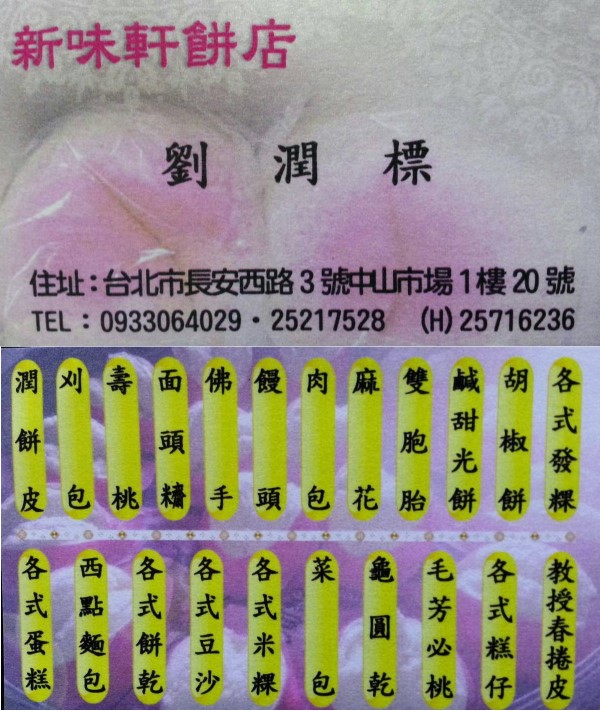 新味軒餅店
劉潤標
住址：台北市長安西路3號中山市場1樓20號
TEL：0933064029・25217528 (H)25716236
各式發粿
胡椒餅
鹹甜光餅
雙胞胎
麻花
肉包
饅頭
佛手
面頭糟
壽桃
刈包
潤餅皮
教授春捲皮
各式糕仔
毛芳必桃
龜圓乾
菜包
各式米粿
各式豆沙
各式餅乾
西點麵包
各式蛋糕